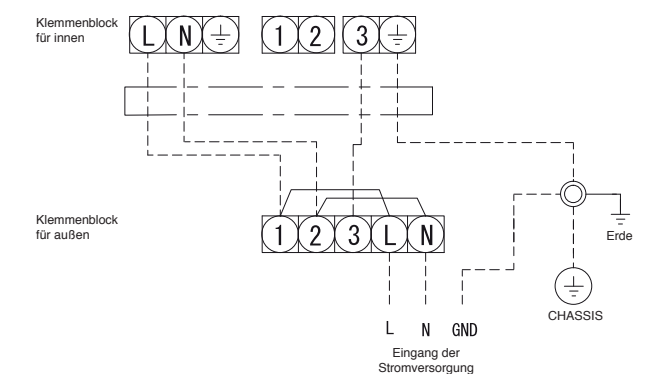 Klemmenblock
für innen
L N 1 2 3
Klemmenblock
für außen
1 2 3 L N
Erde
CHASSIS
L N GND
Eingang der
Stromversorgung